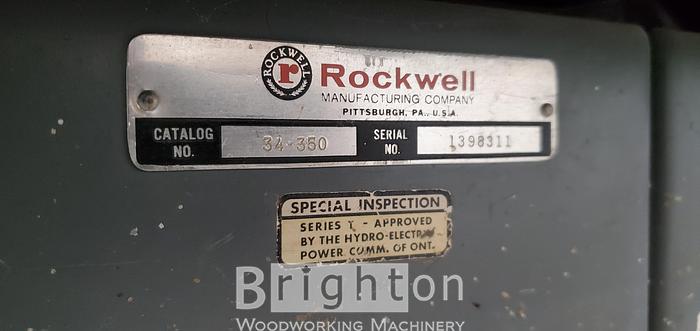 ROCKWELL
r
Rockwell
MANUFACTURING COMPANY
PITTSBURGH, PA., U.S.A.
CATALOG NO. 34-350 SERIAL NO. 1398311
SPECIAL INSPECTION
SERIES T - APPROVED
BY THE HYDRO-ELECTRIC
POWER COMM. OF ONT.
Brighton
WOODWORKING MACHINERY